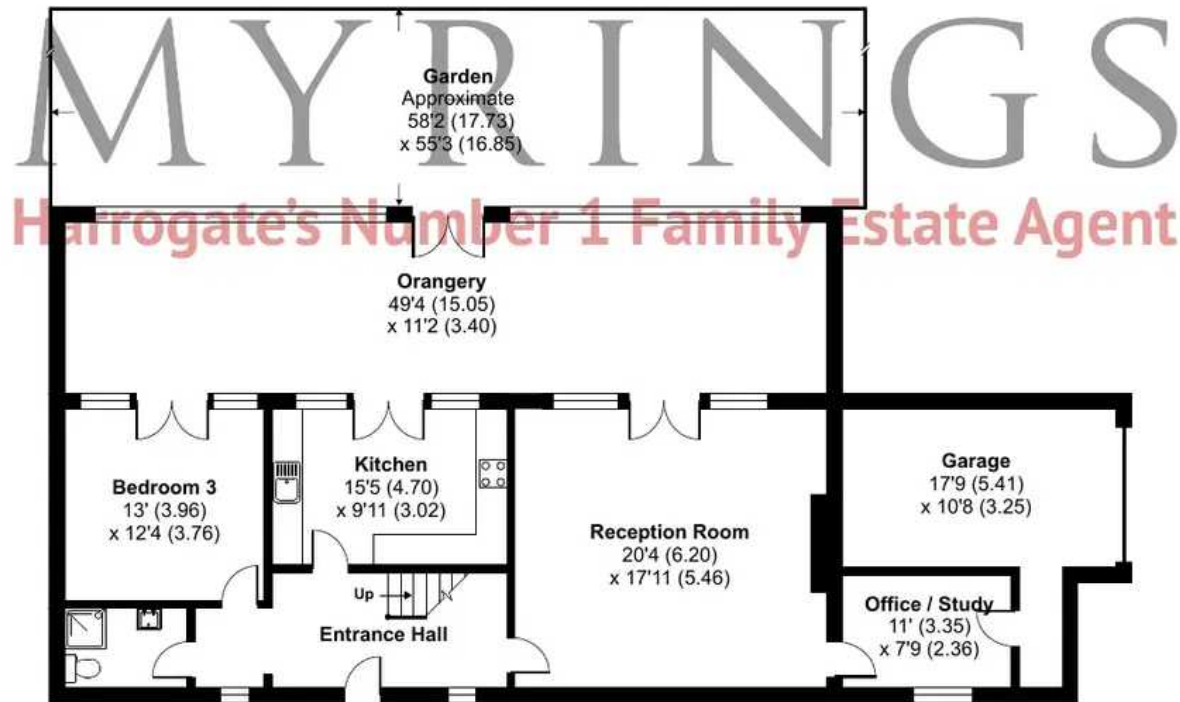 MYRINGS
Harrogate's Number 1 Family Estate Agent
Garden
Approximate
58'2 (17.73)
x 55'3 (16.85)
Orangery
49'4 (15.05)
x 11'2 (3.40)
Bedroom 3
13' (3.96)
x 12'4 (3.76)
Kitchen
15'5 (4.70)
x 9'11 (3.02)
Reception Room
20'4 (6.20)
x 17'11 (5.46)
Garage
17'9 (5.41)
x 10'8 (3.25)
Up
Entrance Hall
Office / Study
11' (3.35)
x 7'9 (2.36)